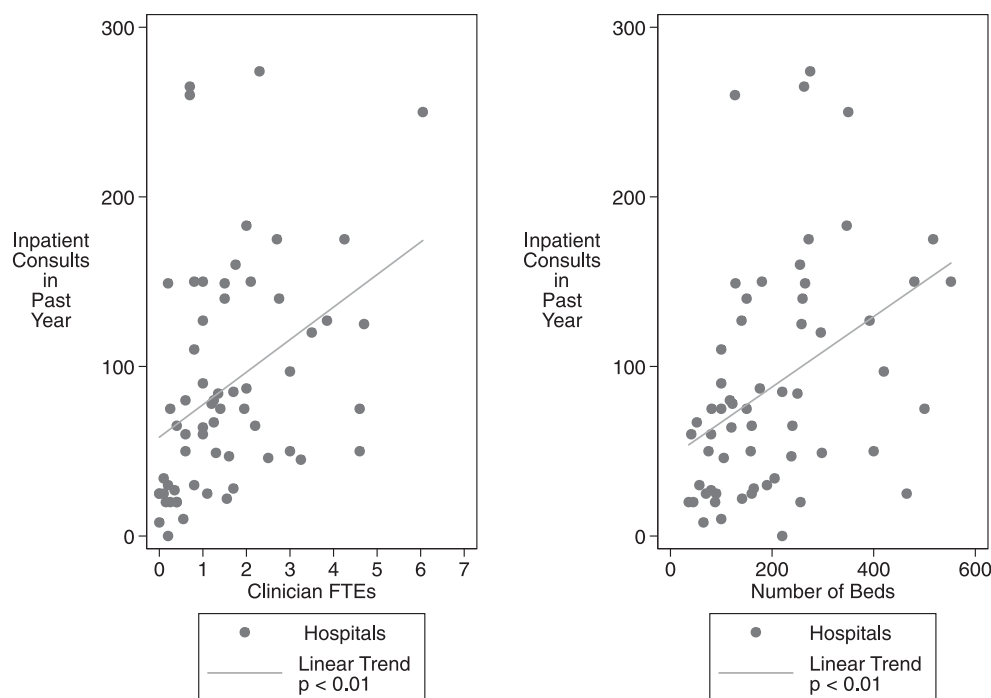 300
200
100
0
Inpatient
Consults
in
Past
Year
0 1 2 3 4 5 6 7
Clinician FTEs
Hospitals
Linear Trend
p < 0.01
300
200
100
0
Inpatient
Consults
in
Past
Year
0 200 400 600
Number of Beds
Hospitals
Linear Trend
p < 0.01